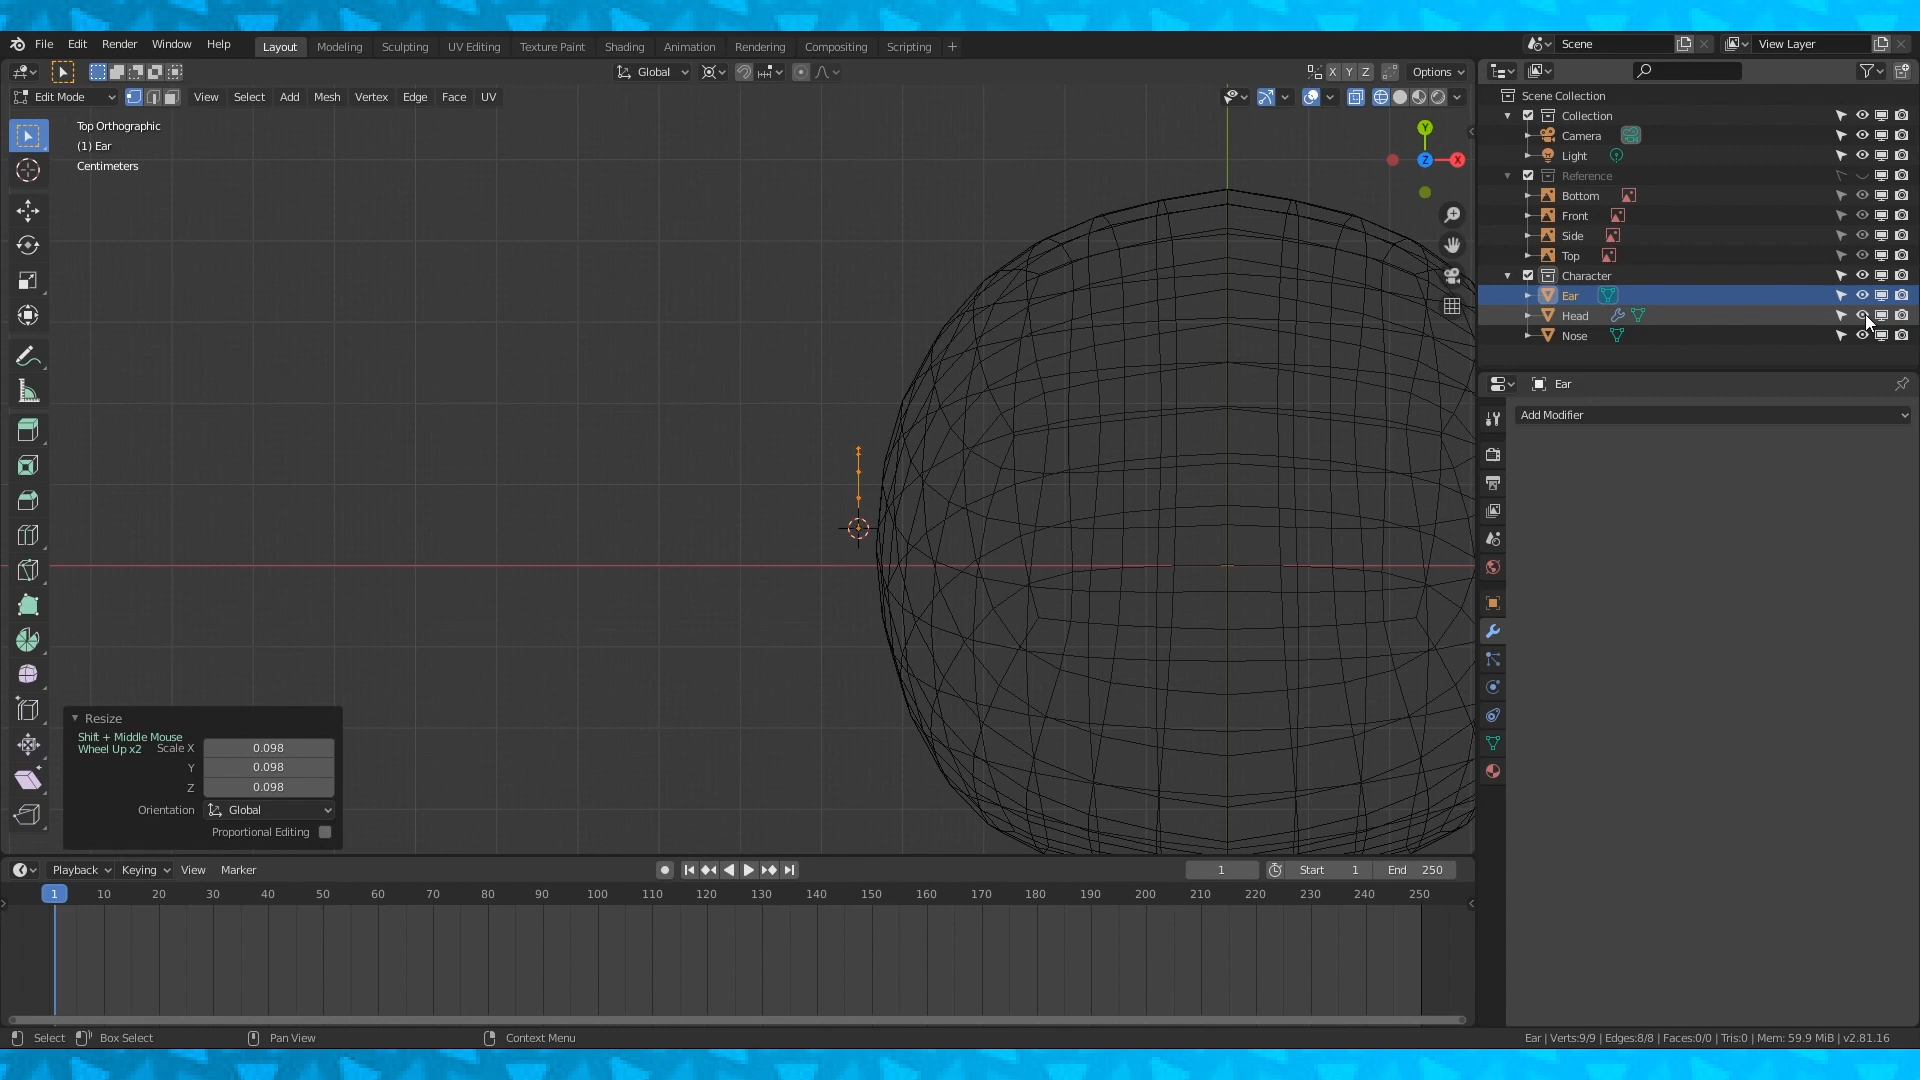 File Edit Render Window Help Layout Modeling Sculpting UV Editing Texture Paint Shading Animation Rendering Compositing Scripting + Scene View Layer
Global X Y Z Options
Edit Mode View Select Add Mesh Vertex Edge Face UV
Top Orthographic
(1) Ear
Centimeters
Y
Z
X
Scene Collection
Collection
Camera
Light
Reference
Bottom
Front
Side
Top
Character
Ear
Head
Nose
Ear
Add Modifier
Resize
Shift + Middle Mouse
Wheel Up x2
Scale X 0.098
Y 0.098
Z 0.098
Orientation Global
Proportional Editing
Playback Keying View Marker 1 Start 1 End 250
1 10 20 30 40 50 60 70 80 90 100 110 120 130 140 150 160 170 180 190 200 210 220 230 240 250
Select Box Select Pan View Context Menu Ear | Verts:9/9 | Edges:8/8 | Faces:0/0 | Tris:0 | Mem: 59.9 MiB | v2.81.16